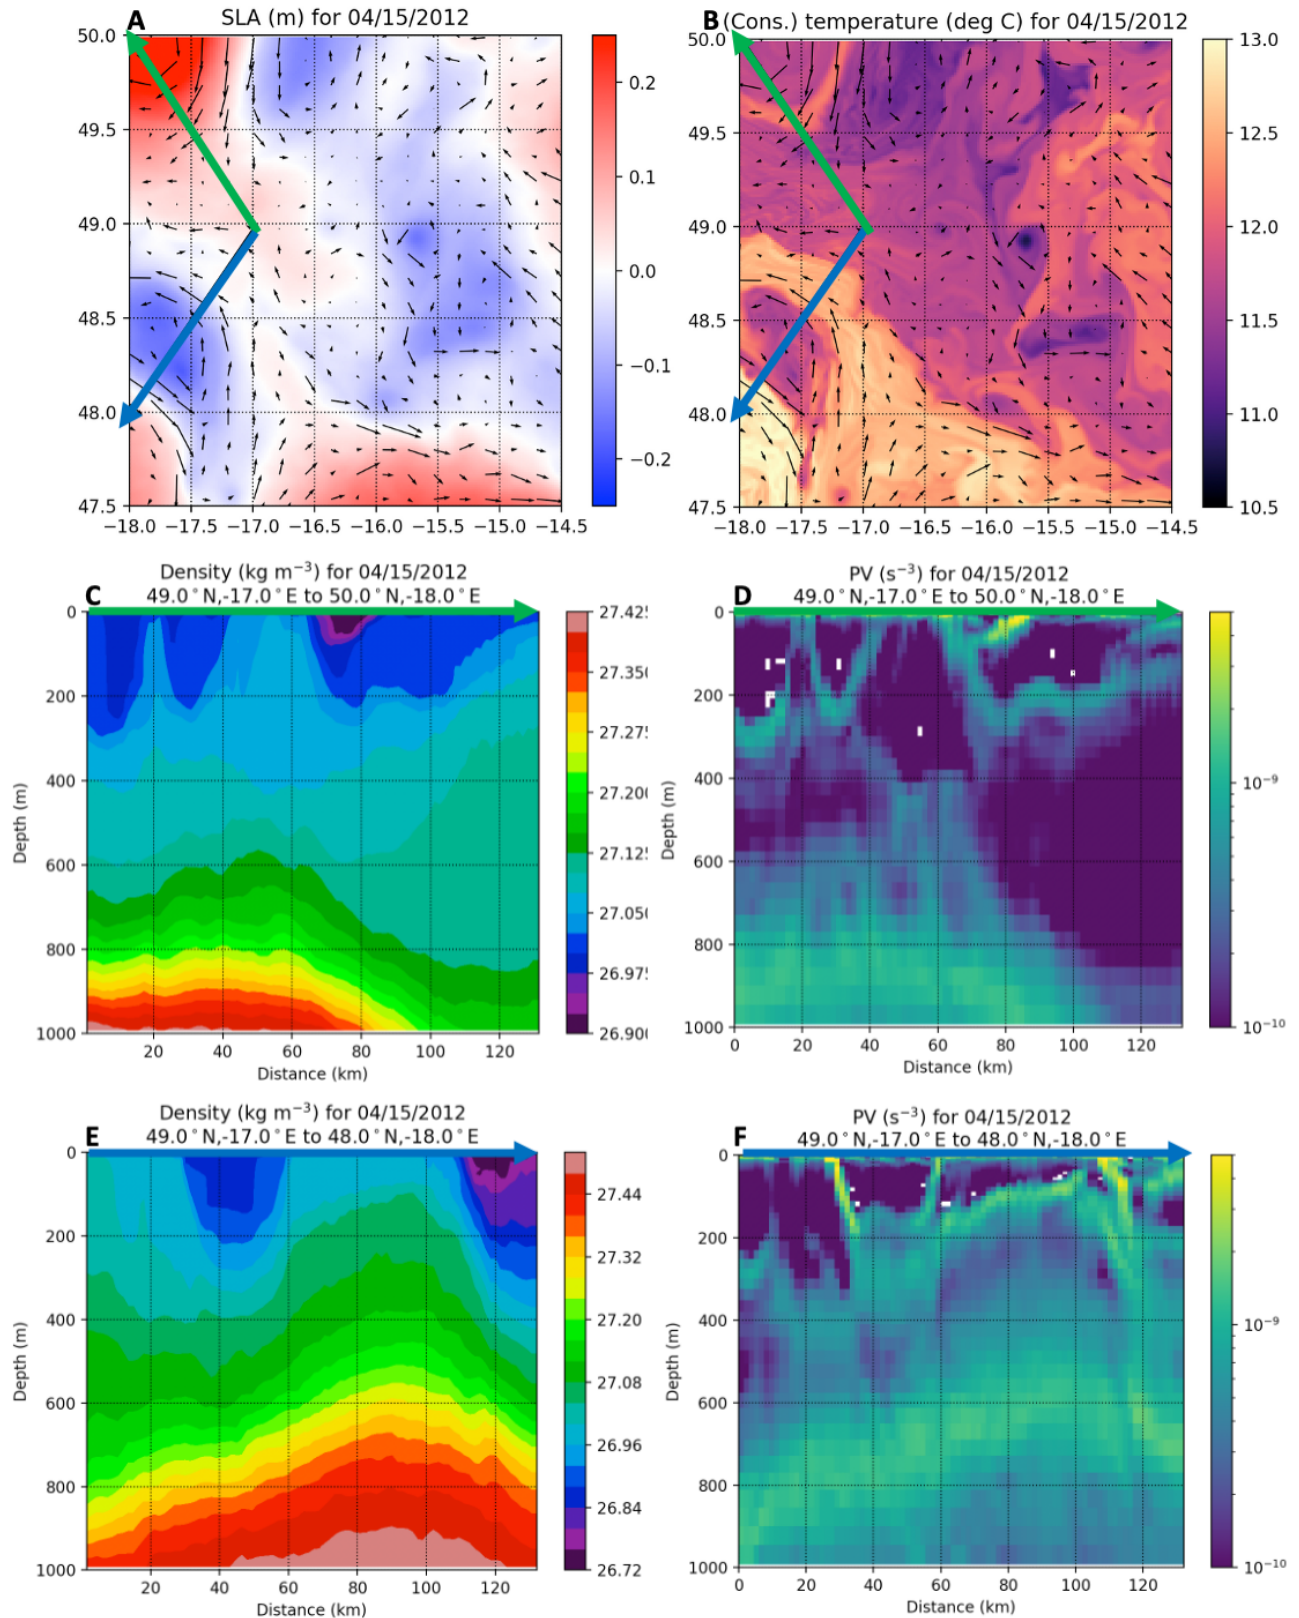 A SLA (m) for 04/15/2012
50.0
49.5
49.0
48.5
48.0
47.5
−18.0 −17.5 −17.0 −16.5 −16.0 −15.5 −15.0 −14.5
0.2
0.1
0.0
−0.1
−0.2
B (Cons.) temperature (deg C) for 04/15/2012
50.0
49.5
49.0
48.5
48.0
47.5
−18.0 −17.5 −17.0 −16.5 −16.0 −15.5 −15.0 −14.5
13.0
12.5
12.0
11.5
11.0
10.5
C Density (kg m−3) for 04/15/2012
49.0°N,-17.0°E to 50.0°N,-18.0°E
0
200
400
600
800
1000
Depth (m)
20 40 60 80 100 120
Distance (km)
27.42
27.35
27.27
27.20
27.12
27.05
26.97
26.90
D PV (s−3) for 04/15/2012
49.0°N,-17.0°E to 50.0°N,-18.0°E
0
200
400
600
800
1000
Depth (m)
0 20 40 60 80 100 120
Distance (km)
10−9
10−10
E Density (kg m−3) for 04/15/2012
49.0°N,-17.0°E to 48.0°N,-18.0°E
0
200
400
600
800
1000
Depth (m)
20 40 60 80 100 120
Distance (km)
27.44
27.32
27.20
27.08
26.96
26.84
26.72
F PV (s−3) for 04/15/2012
49.0°N,-17.0°E to 48.0°N,-18.0°E
0
200
400
600
800
1000
Depth (m)
0 20 40 60 80 100 120
Distance (km)
10−9
10−10